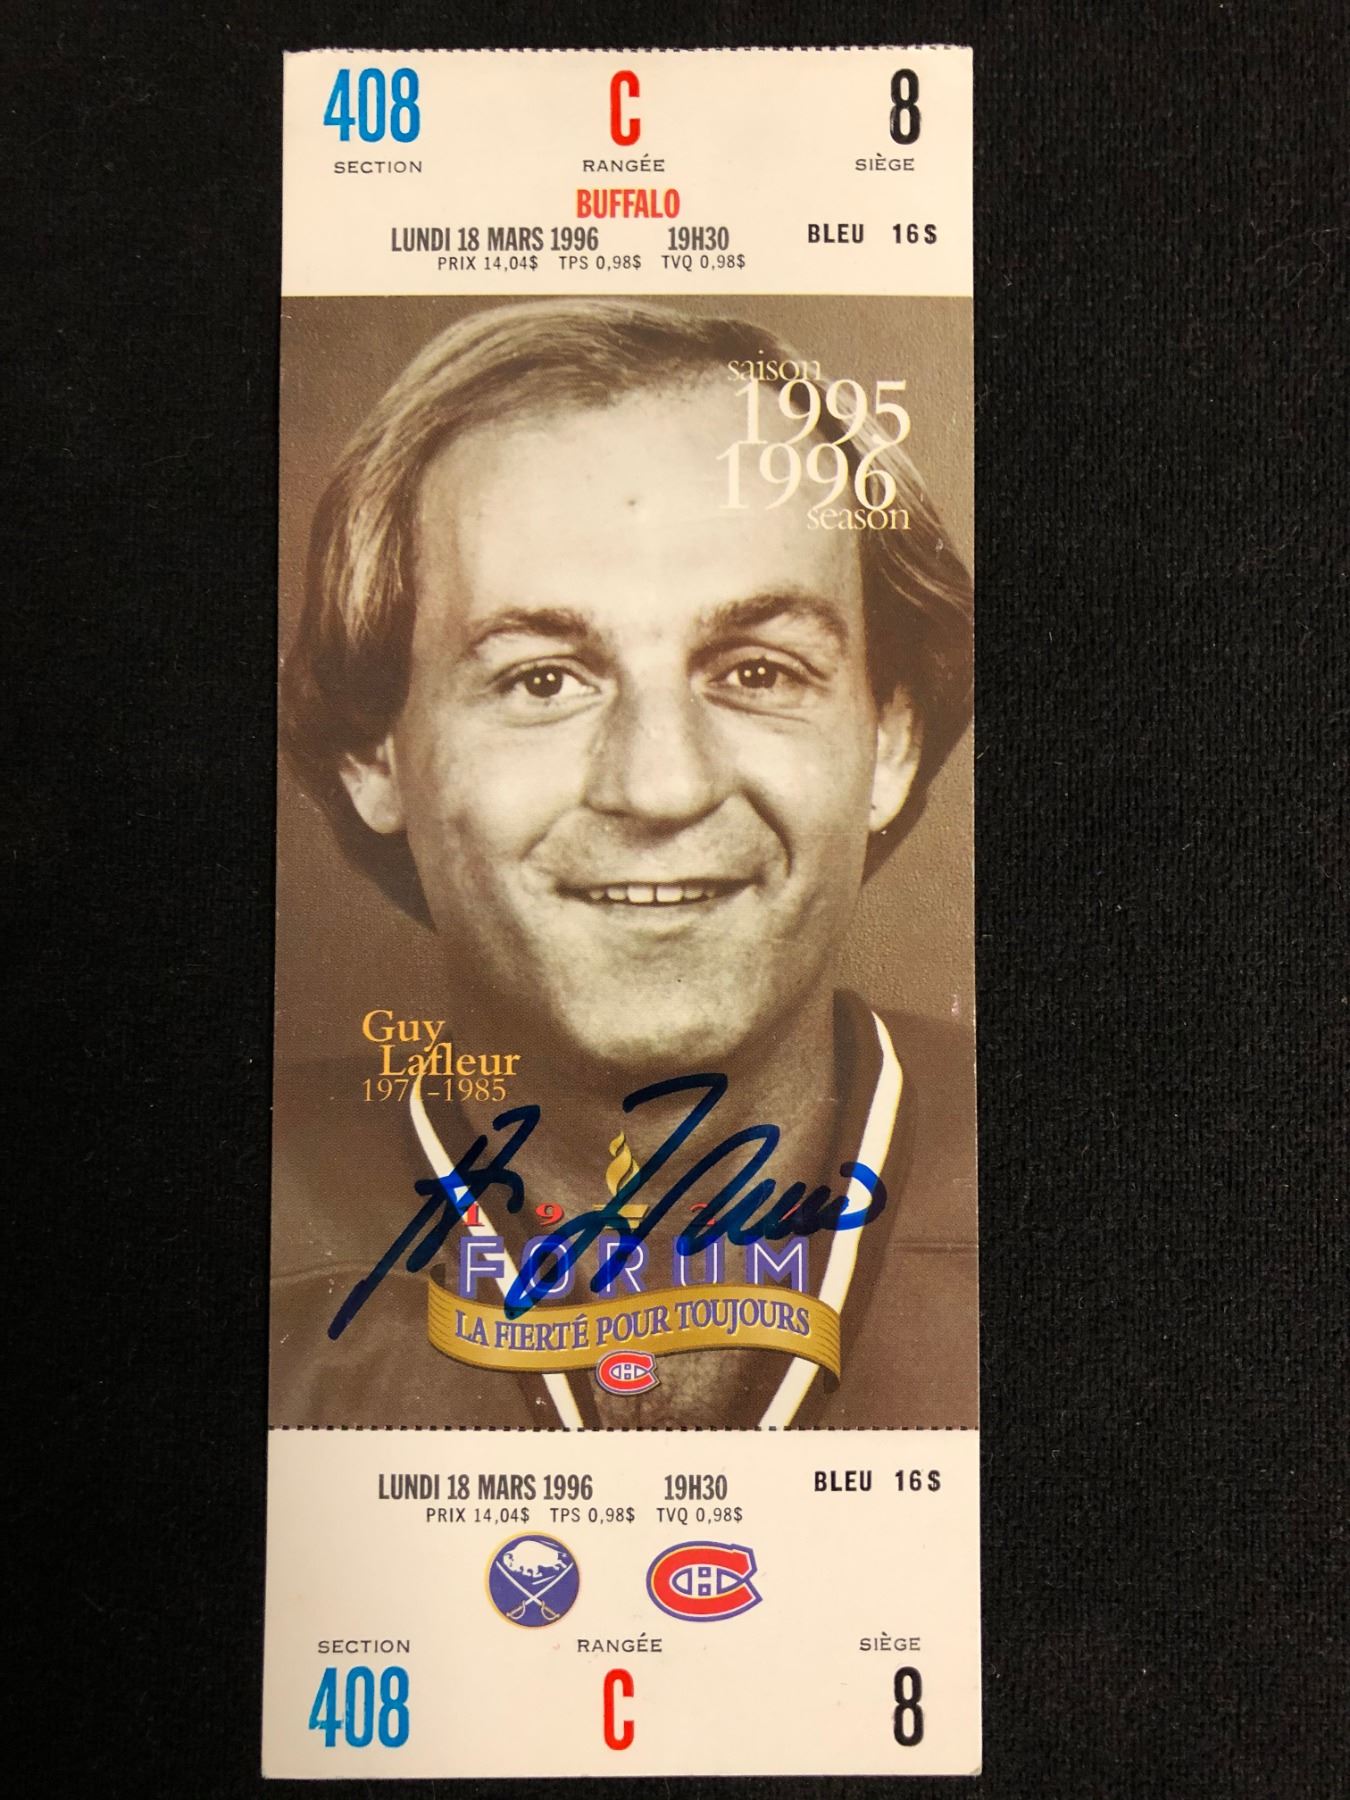 408 C 8
SECTION RANGÉE SIÈGE
BUFFALO
LUNDI 18 MARS 1996 19H30 BLEU 16$
PRIX 14,04$ TPS 0,98$ TVQ 0,98$
saison
1995
1996
season
Guy
Lafleur
1971-1985
FORUM
LA FIERTÉ POUR TOUJOURS
LUNDI 18 MARS 1996 19H30 BLEU 16$
PRIX 14,04$ TPS 0,98$ TVQ 0,98$
SECTION RANGÉE SIÈGE
408 C 8